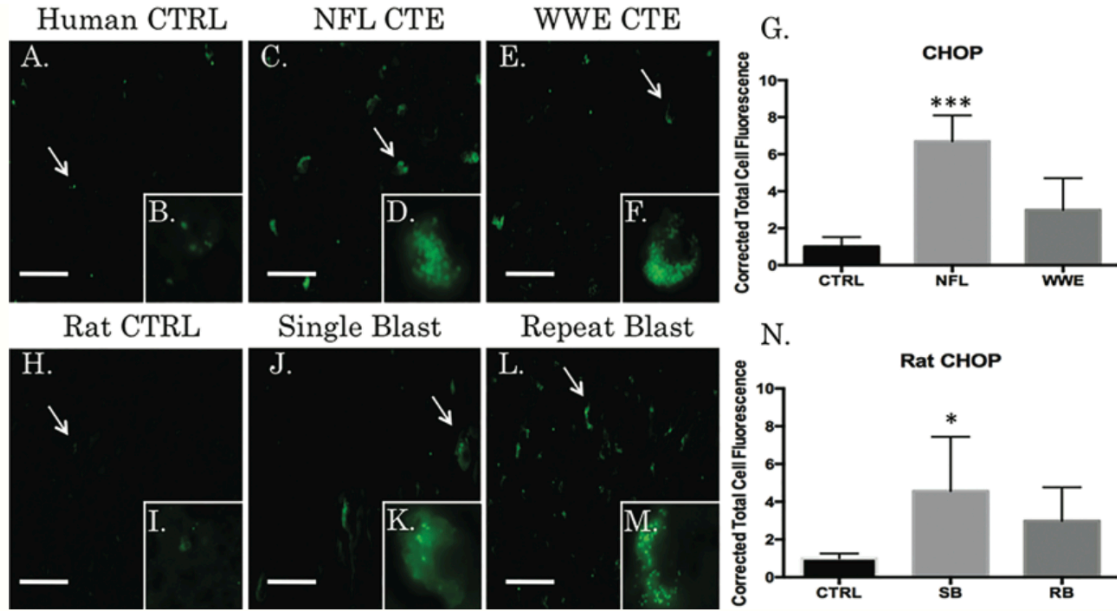 Human CTRL
NFL CTE
WWE CTE
A.
B.
C.
D.
E.
F.
G.
CHOP
Corrected Total Cell Fluorescence
10
8
6
4
2
0
***
CTRL
NFL
WWE
Rat CTRL
Single Blast
Repeat Blast
H.
I.
J.
K.
L.
M.
N.
Rat CHOP
Corrected Total Cell Fluorescence
10
8
6
4
2
0
*
CTRL
SB
RB